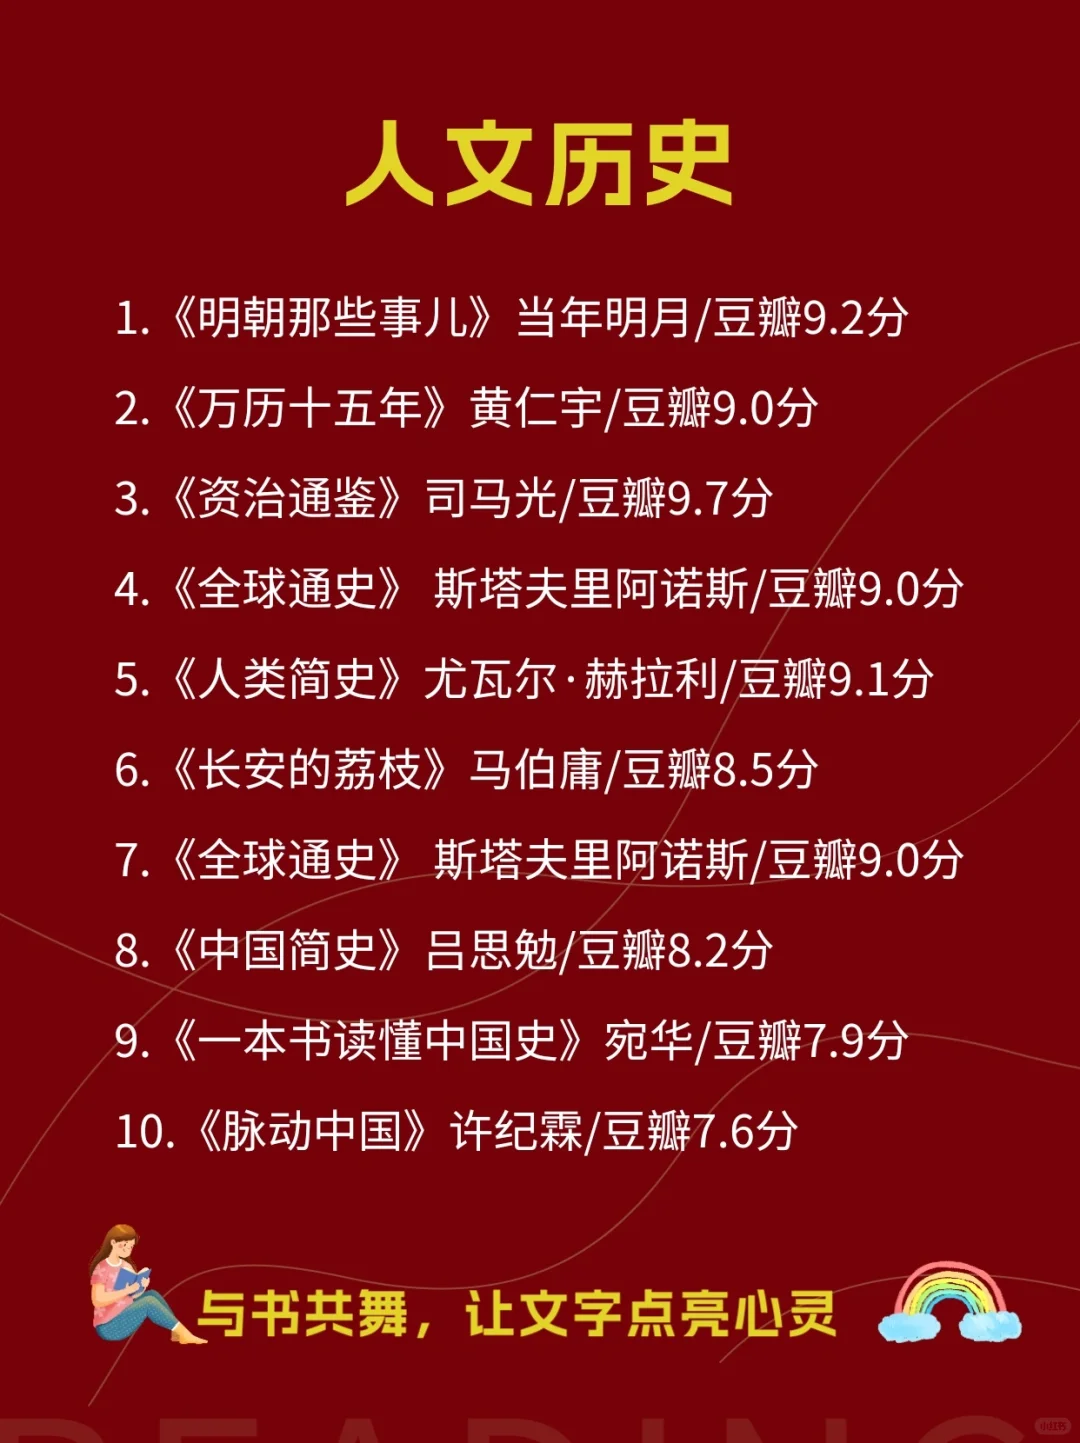 人文历史
1.《明朝那些事儿》当年明月/豆瓣9.2分
2.《万历十五年》黄仁宇/豆瓣9.0分
3.《资治通鉴》司马光/豆瓣9.7分
4.《全球通史》 斯塔夫里阿诺斯/豆瓣9.0分
5.《人类简史》尤瓦尔·赫拉利/豆瓣9.1分
6.《长安的荔枝》马伯庸/豆瓣8.5分
7.《全球通史》 斯塔夫里阿诺斯/豆瓣9.0分
8.《中国简史》吕思勉/豆瓣8.2分
9.《一本书读懂中国史》宛华/豆瓣7.9分
10.《脉动中国》许纪霖/豆瓣7.6分
与书共舞，让文字点亮心灵
READING
小红书